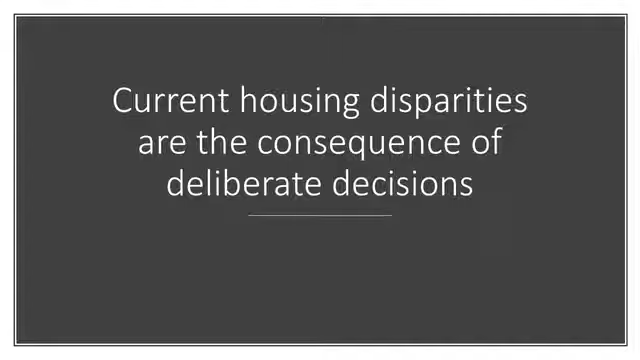 Current housing disparities
are the consequence of
deliberate decisions